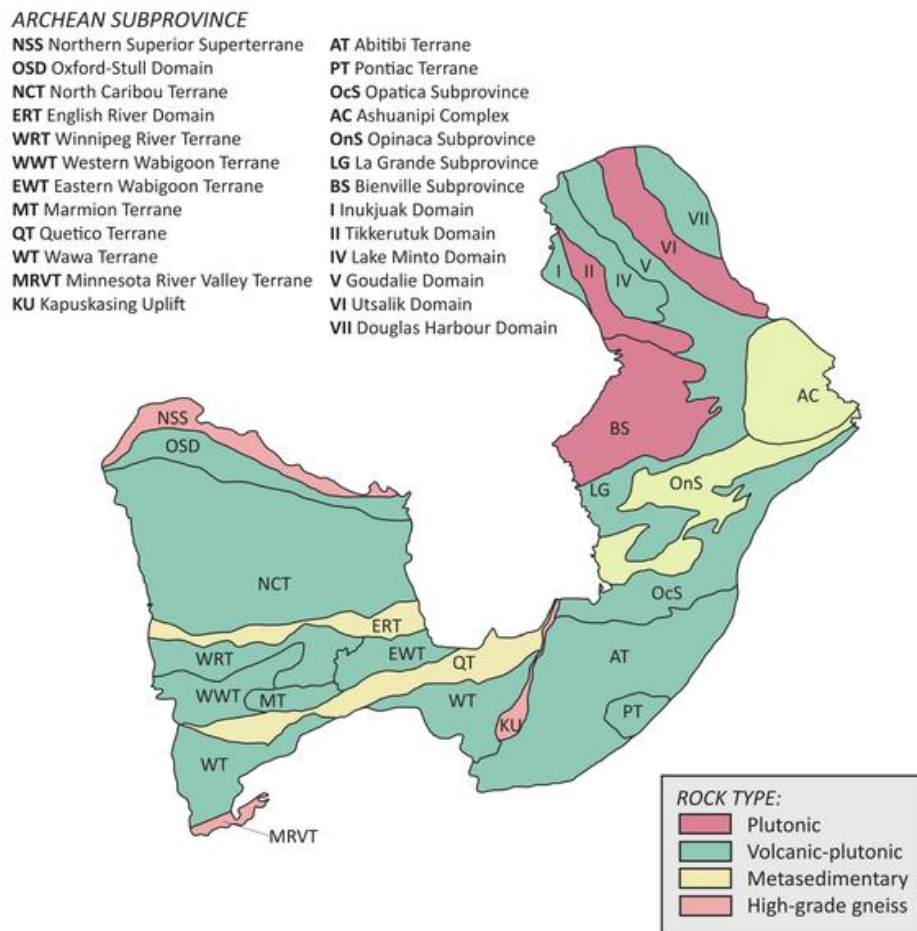 ARCHEAN SUBPROVINCE
NSS Northern Superior Superterrane
OSD Oxford-Stull Domain
NCT North Caribou Terrane
ERT English River Domain
WRT Winnipeg River Terrane
WWT Western Wabigoon Terrane
EWT Eastern Wabigoon Terrane
MT Marmion Terrane
QT Quetico Terrane
WT Wawa Terrane
MRVT Minnesota River Valley Terrane
KU Kapuskasing Uplift
AT Abitibi Terrane
PT Pontiac Terrane
OcS Opatica Subprovince
AC Ashuanipi Complex
OnS Opinaca Subprovince
LG La Grande Subprovince
BS Bienville Subprovince
I Inukjuak Domain
II Tikkerutuk Domain
IV Lake Minto Domain
V Goudalie Domain
VI Utsalik Domain
VII Douglas Harbour Domain
VII
VI
V
IV
II
I
AC
BS
NSS
OSD
OnS
LG
NCT
OcS
ERT
EWT
WRT
QT
AT
WWT
MT
WT
PT
KU
WT
MRVT
ROCK TYPE:
Plutonic
Volcanic-plutonic
Metasedimentary
High-grade gneiss